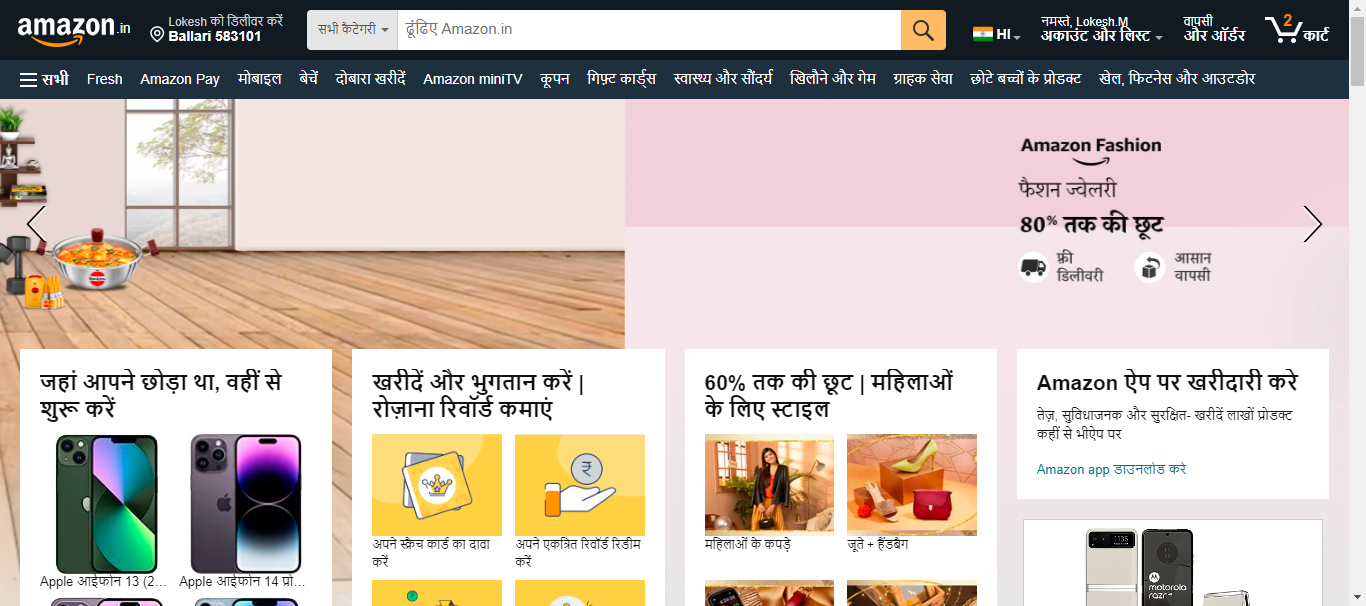 amazon.in
Lokesh को डिलीवर करें
Ballari 583101
सभी कैटेगरी
ढूंढिए Amazon.in
HI
नमस्ते, Lokesh.M
अकाउंट और लिस्ट
वापसी
और ऑर्डर
2
कार्ट
सभी Fresh Amazon Pay मोबाइल बेचें दोबारा खरीदें Amazon miniTV कूपन गिफ़्ट कार्ड्स स्वास्थ्य और सौंदर्य खिलौने और गेम ग्राहक सेवा छोटे बच्चों के प्रोडक्ट खेल, फिटनेस और आउटडोर
Amazon Fashion
फैशन ज्वेलरी
80% तक की छूट
फ्री
डिलीवरी
आसान
वापसी
जहां आपने छोड़ा था, वहीं से
शुरू करें
Apple आईफोन 13 (2...
Apple आईफोन 14 प्रो...
खरीदें और भुगतान करें |
रोज़ाना रिवॉर्ड कमाएं
अपने स्क्रैच कार्ड का दावा
करें
अपने एकत्रित रिवॉर्ड रिडीम
करें
60% तक की छूट | महिलाओं
के लिए स्टाइल
महिलाओं के कपड़े
जूते + हैंडबैग
Amazon ऐप पर खरीदारी करे
तेज़, सुविधाजनक और सुरक्षित- खरीदें लाखों प्रोडक्ट
कहीं से भीऐप पर
Amazon app डाउनलोड करे
11:35
motorola
razr